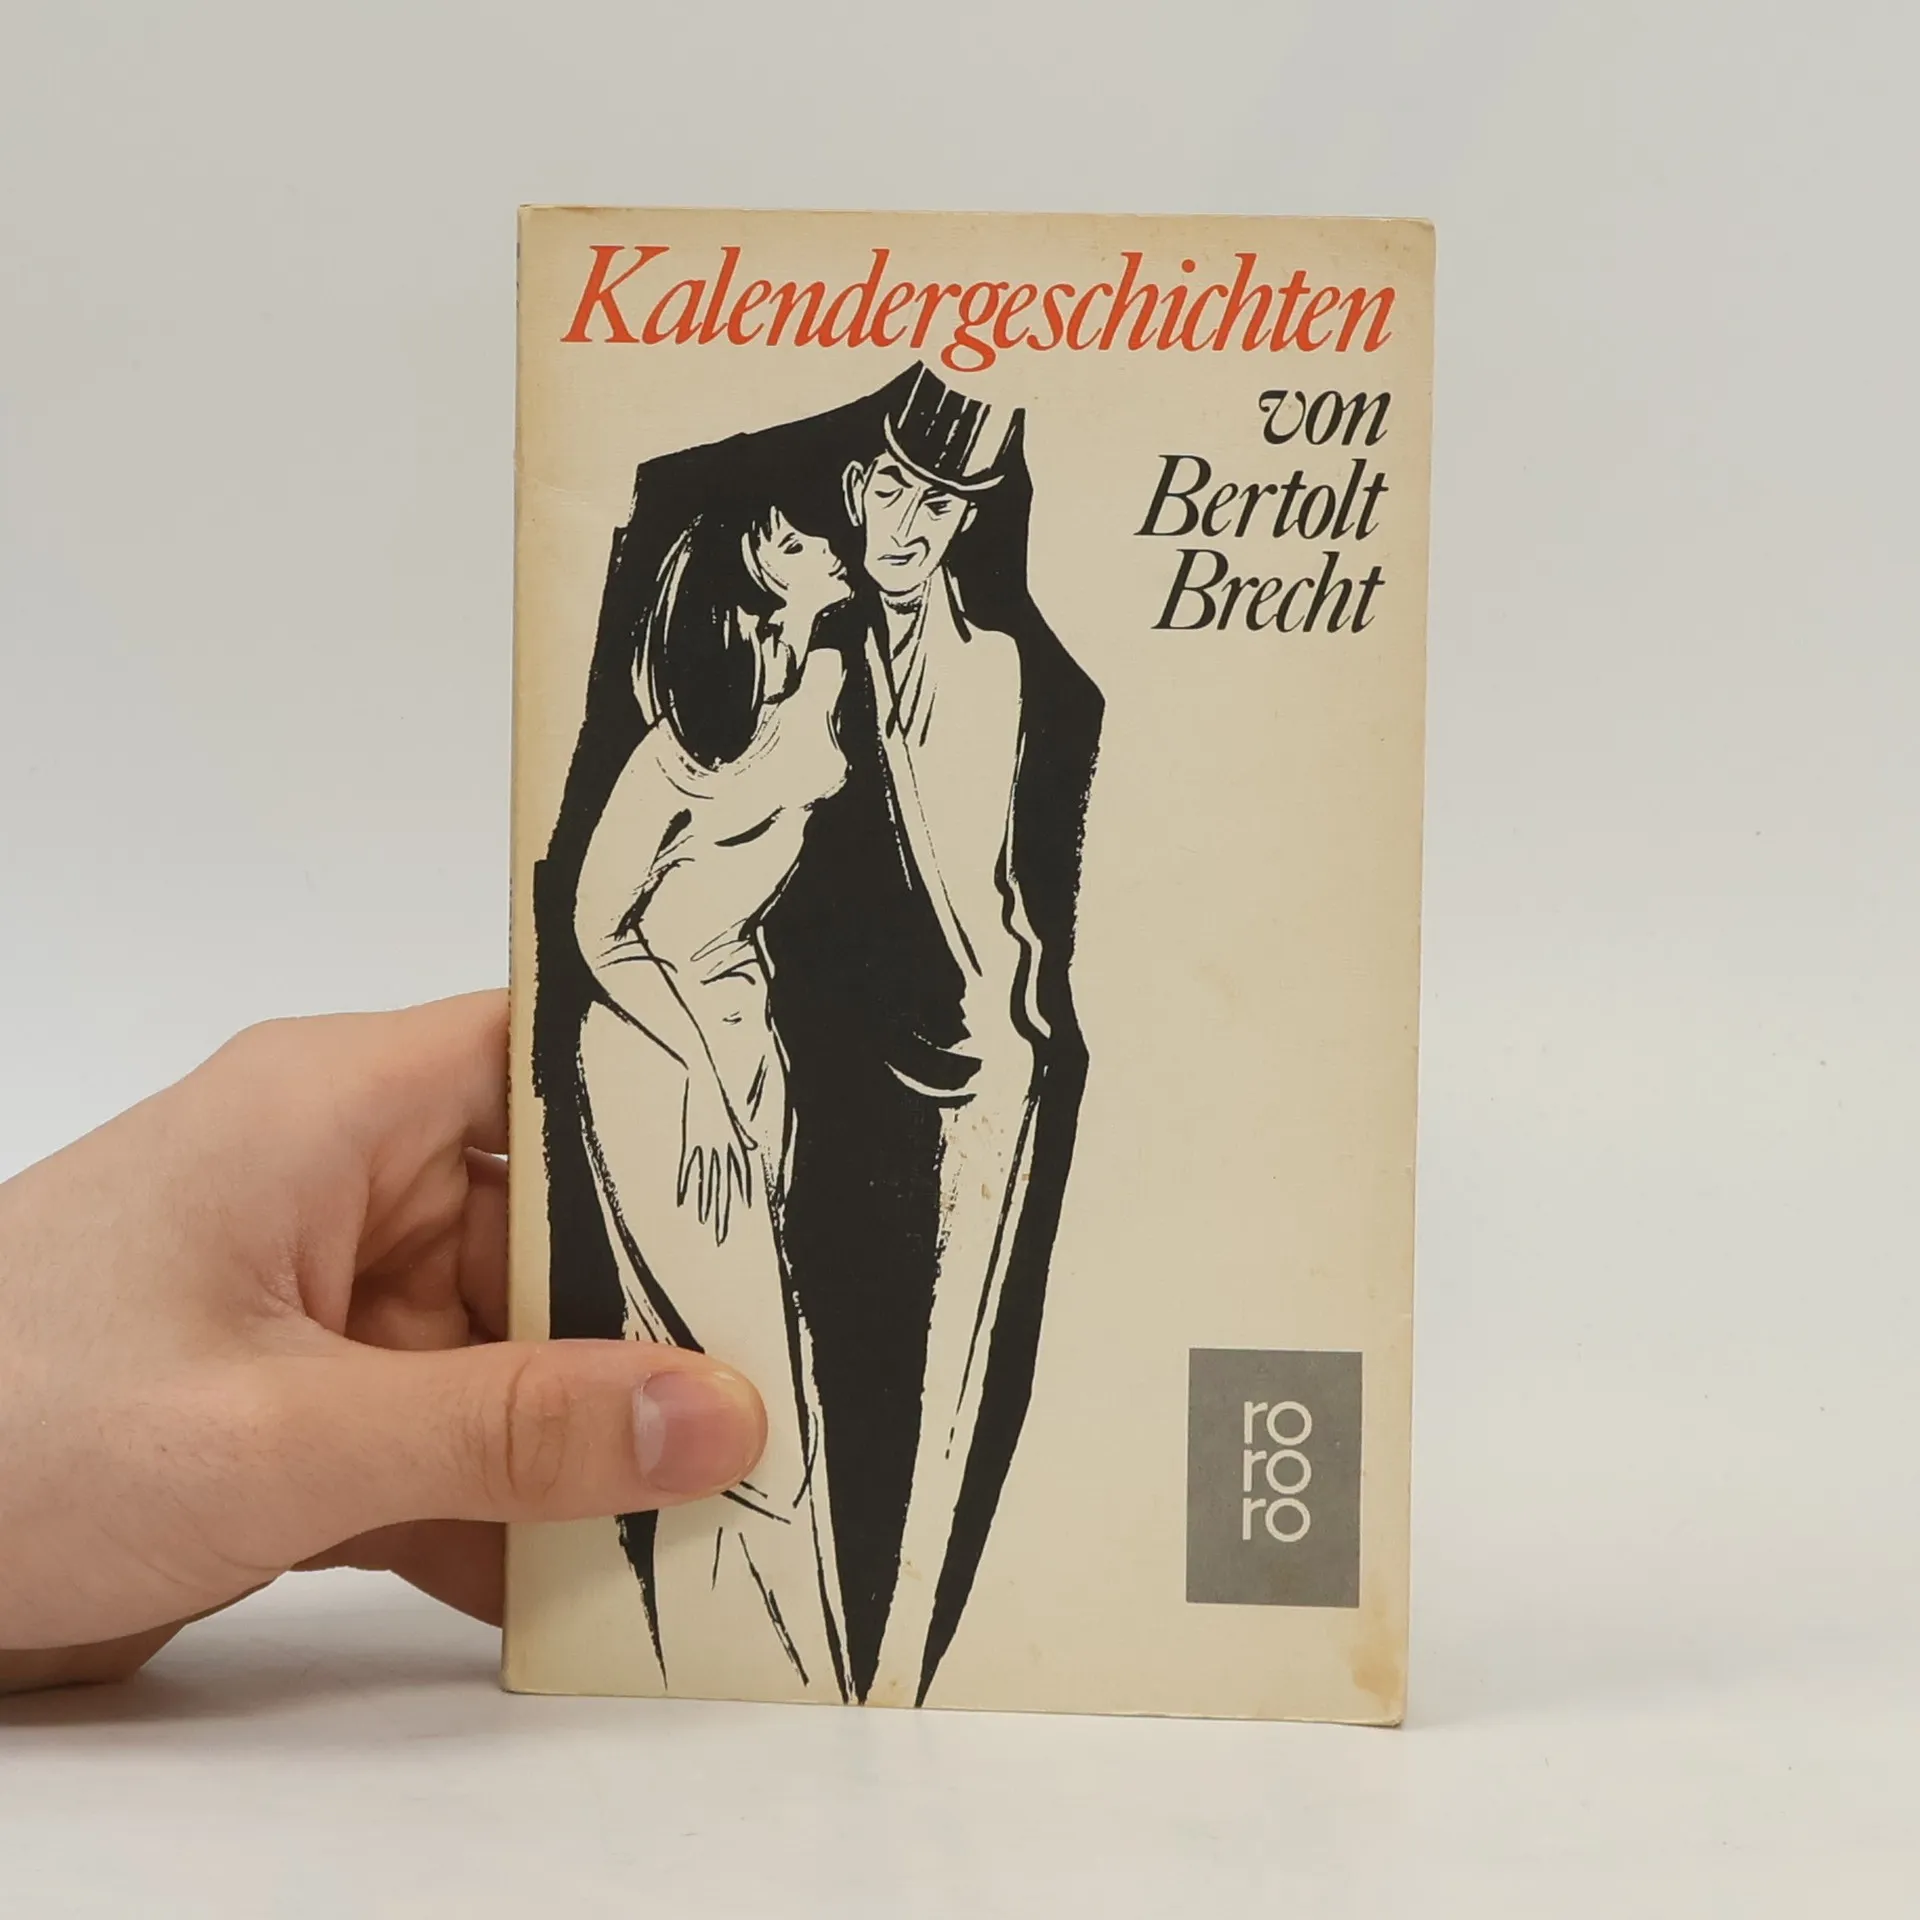 Kalendergeschichten
von
Bertolt
Brecht
ro
ro
ro